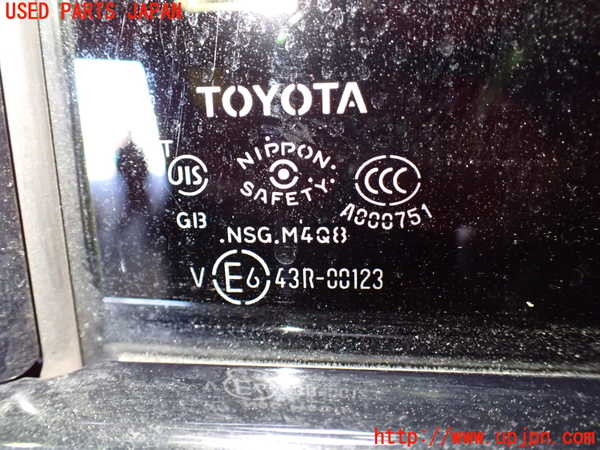 USED PARTS JAPAN
TOYOTA
T
JIS
NIPPON.
SAFETY.
CCC
A000751
GB
.NSG.M4Q8
V E6 43R-00123
http://www.upjpn.com/